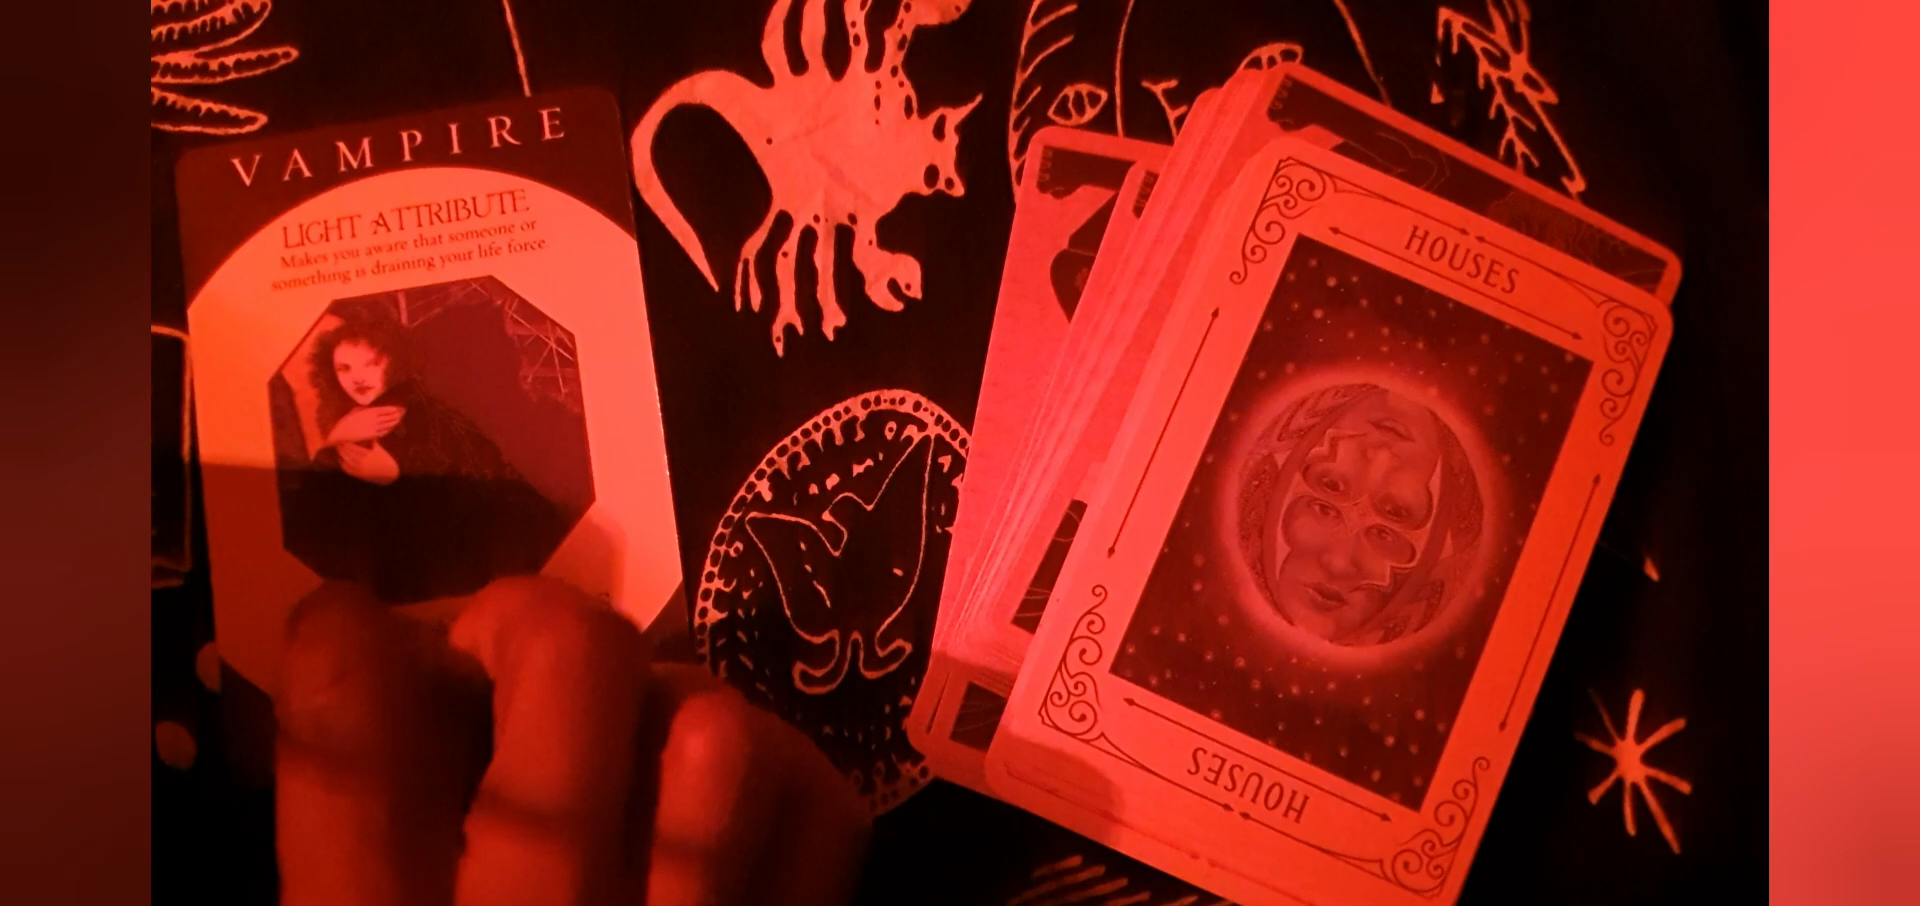 VAMPIRE
LIGHT ATTRIBUTE
Makes you aware that someone or
something is draining your life force.
HOUSES
HOUSES